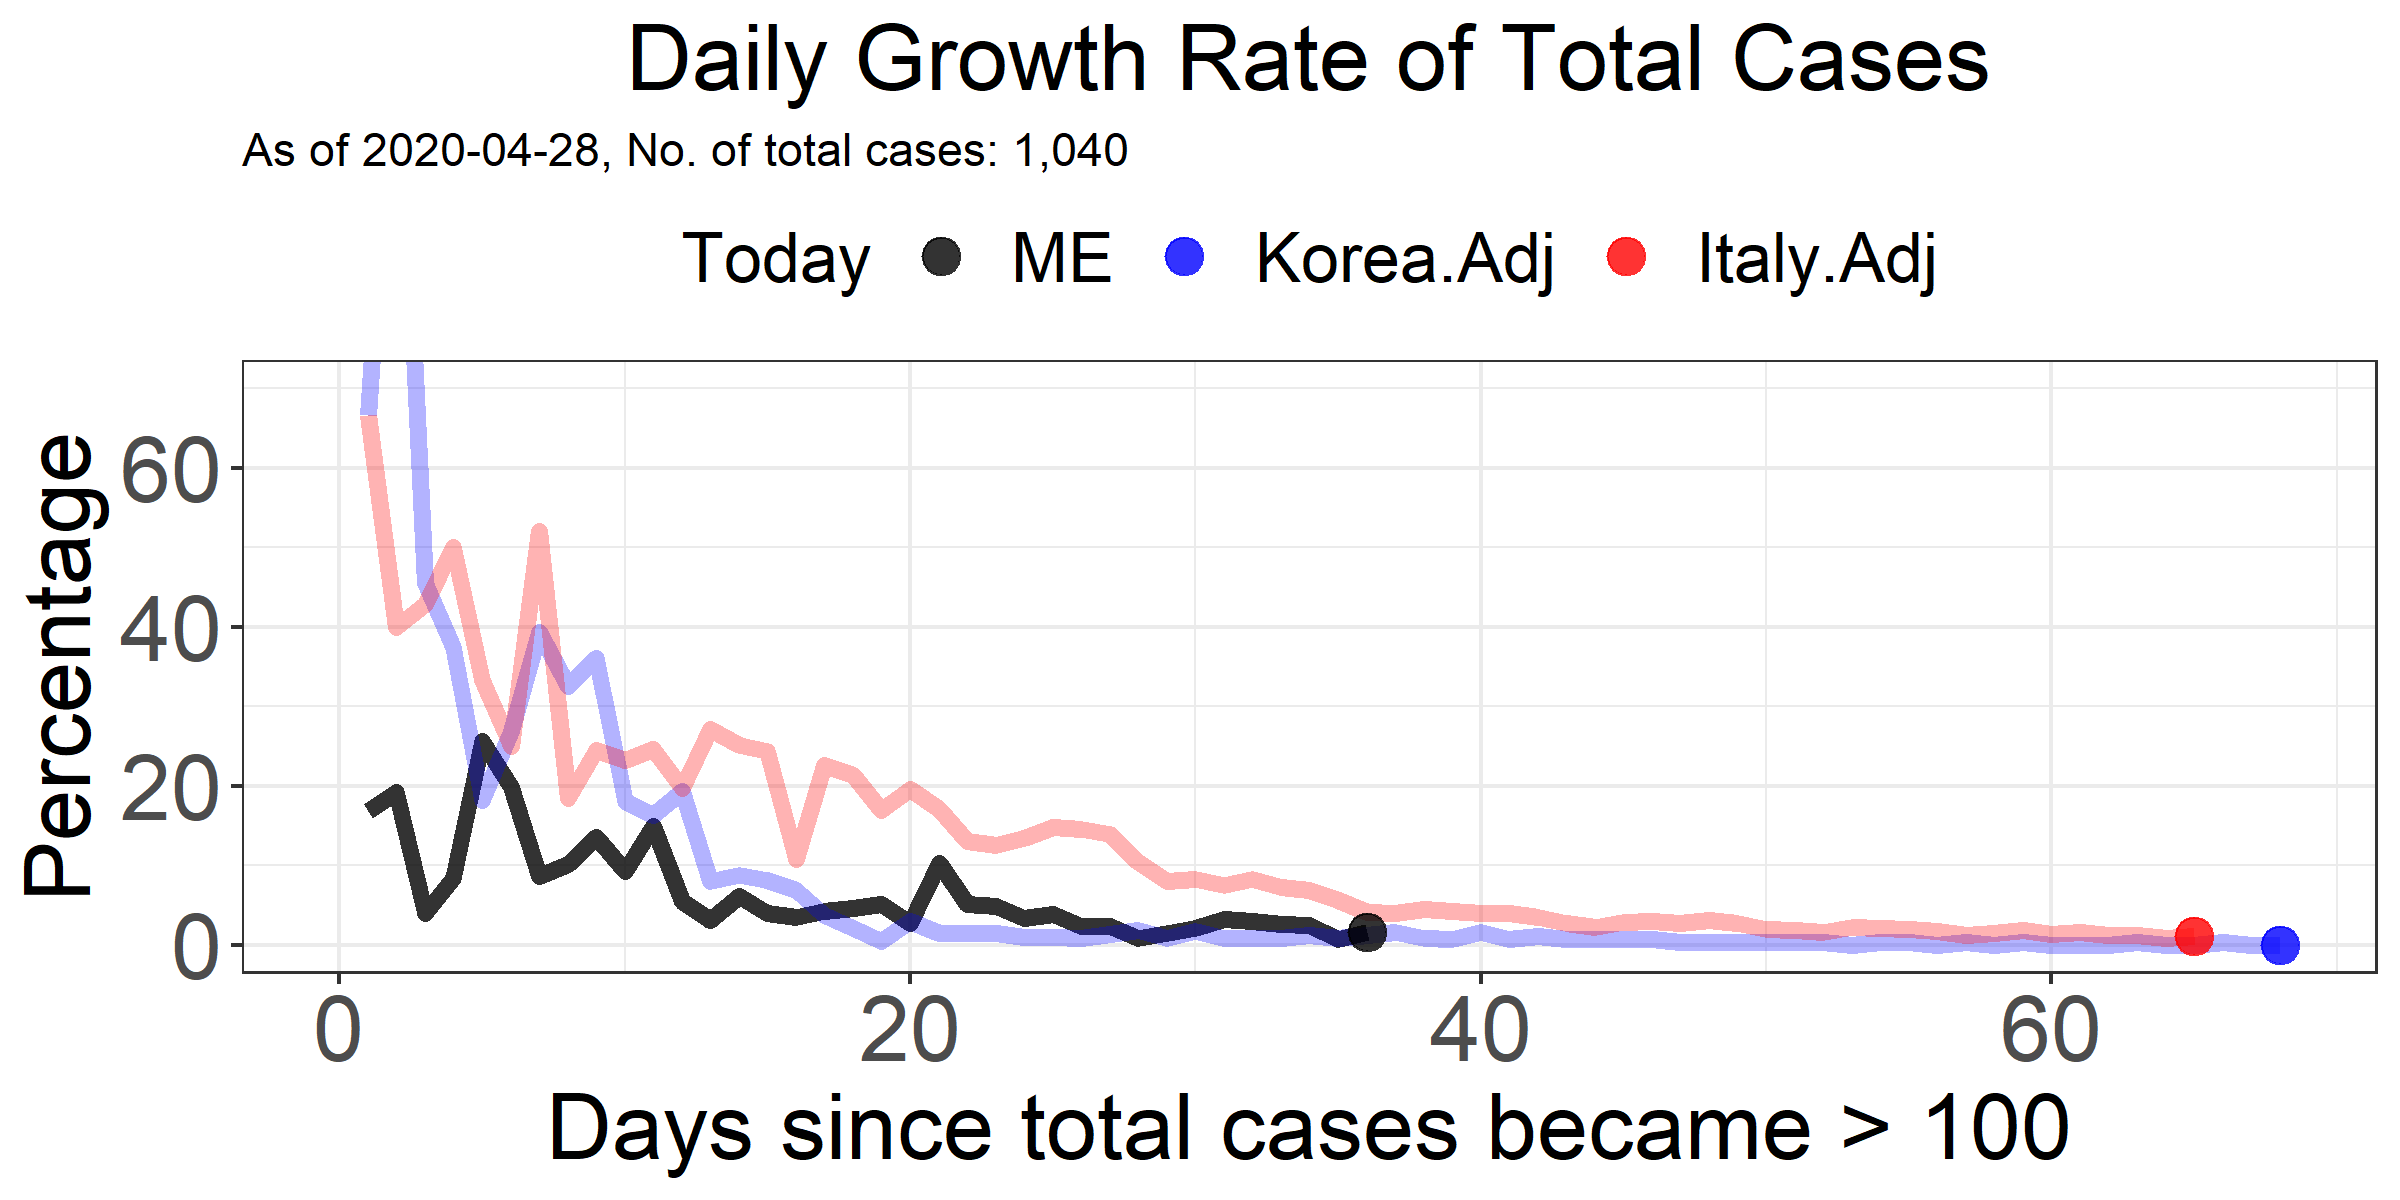 Daily Growth Rate of Total Cases
As of 2020-04-28, No. of total cases: 1,040
Today ME Korea.Adj Italy.Adj
Percentage
60
40
20
0
0 20 40 60
Days since total cases became > 100